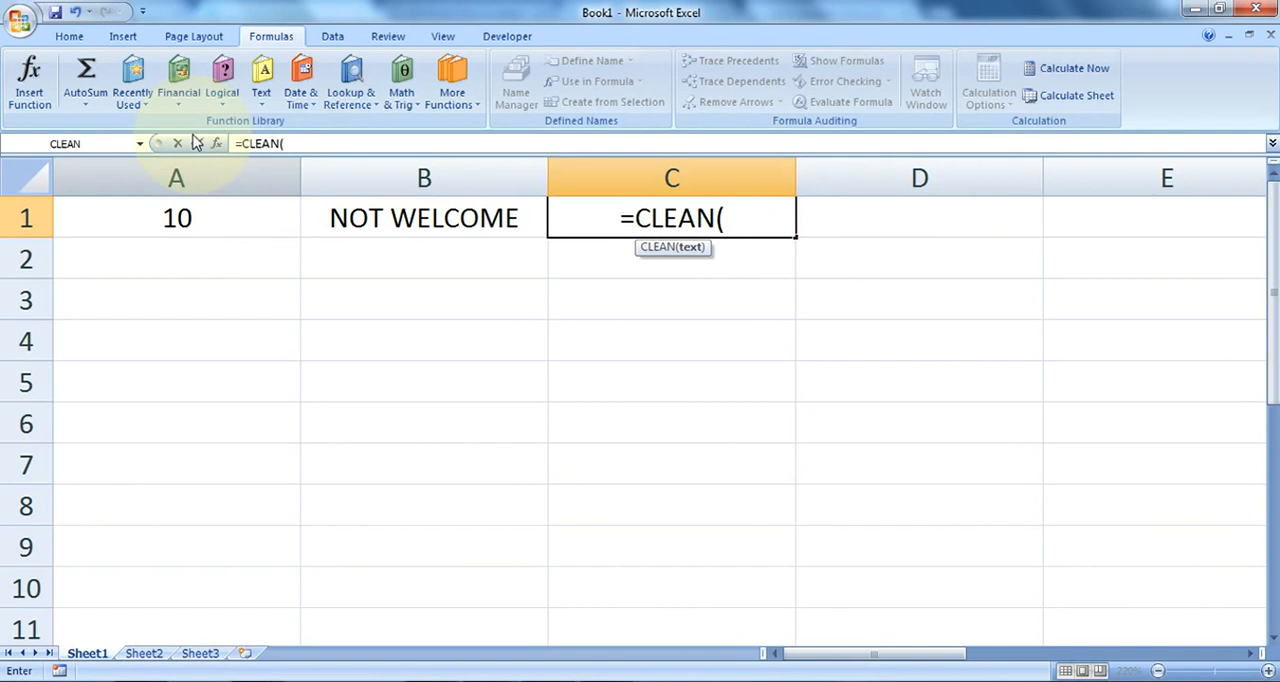 Book1 - Microsoft Excel
Home Insert Page Layout Formulas Data Review View Developer
Insert Function
AutoSum
Recently Used
Financial
Logical
Text
Date & Time
Lookup & Reference
Math & Trig
More Functions
Function Library
Name Manager
Define Name
Use in Formula
Create from Selection
Defined Names
Trace Precedents
Trace Dependents
Remove Arrows
Show Formulas
Error Checking
Evaluate Formula
Formula Auditing
Watch Window
Calculation Options
Calculate Now
Calculate Sheet
Calculation
CLEAN fx =CLEAN(
A B C D E
1 10 NOT WELCOME =CLEAN(
CLEAN(text)
2
3
4
5
6
7
8
9
10
11
Sheet1 Sheet2 Sheet3
Enter 220%